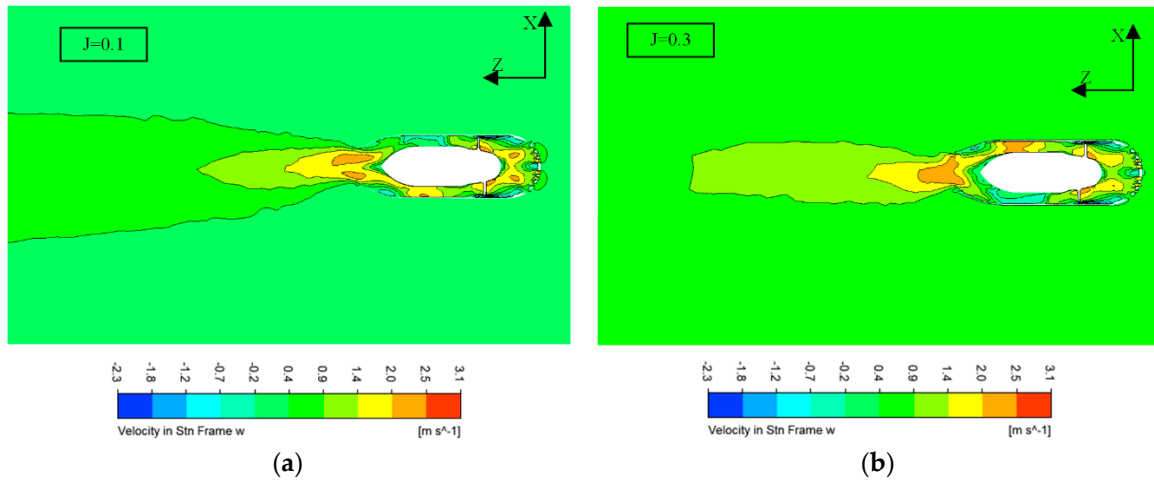 J=0.1
X
Z
J=0.3
X
Z
-2.3 -1.8 -1.2 -0.7 -0.2 0.4 0.9 1.4 2.0 2.5 3.1
Velocity in Stn Frame w [m s^-1]
-2.3 -1.8 -1.2 -0.7 -0.2 0.4 0.9 1.4 2.0 2.5 3.1
Velocity in Stn Frame w [m s^-1]
(a)
(b)